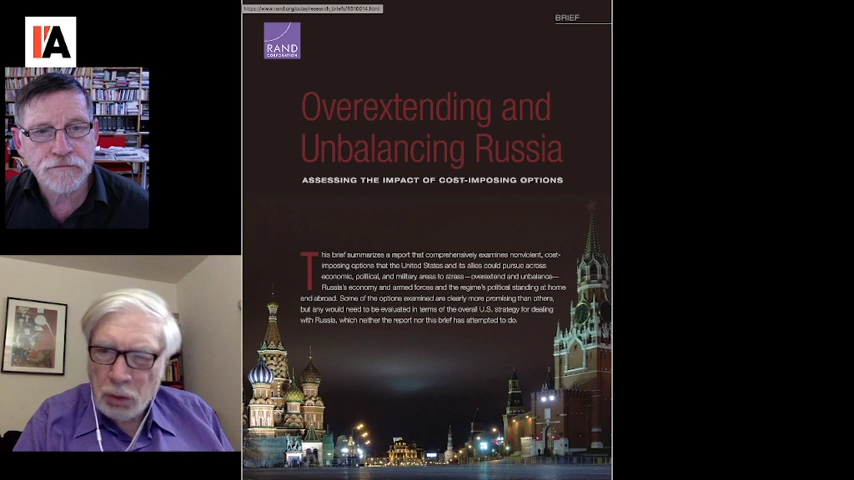 https://www.rand.org/pubs/research_briefs/RB10014.html
BRIEF
IA
RAND
CORPORATION
Overextending and
Unbalancing Russia
ASSESSING THE IMPACT OF COST-IMPOSING OPTIONS
This brief summarizes a report that comprehensively examines nonviolent, cost-
imposing options that the United States and its allies could pursue across
economic, political, and military areas to stress—overextend and unbalance—
Russia's economy and armed forces and the regime's political standing at home
and abroad. Some of the options examined are clearly more promising than others,
but any would need to be evaluated in terms of the overall U.S. strategy for dealing
with Russia, which neither the report nor this brief has attempted to do.